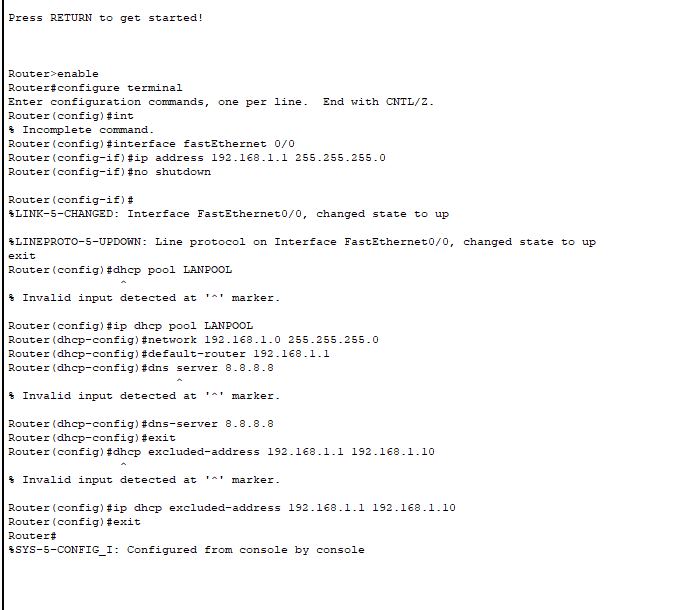 Press RETURN to get started!
Router>enable
Router#configure terminal
Enter configuration commands, one per line.  End with CNTL/Z.
Router(config)#int
% Incomplete command.
Router(config)#interface fastEthernet 0/0
Router(config-if)#ip address 192.168.1.1 255.255.255.0
Router(config-if)#no shutdown
Router(config-if)#
%LINK-5-CHANGED: Interface FastEthernet0/0, changed state to up
%LINEPROTO-5-UPDOWN: Line protocol on Interface FastEthernet0/0, changed state to up
exit
Router(config)#dhcp pool LANPOOL
^
% Invalid input detected at '^' marker.
Router(config)#ip dhcp pool LANPOOL
Router(dhcp-config)#network 192.168.1.0 255.255.255.0
Router(dhcp-config)#default-router 192.168.1.1
Router(dhcp-config)#dns server 8.8.8.8
^
% Invalid input detected at '^' marker.
Router(dhcp-config)#dns-server 8.8.8.8
Router(dhcp-config)#exit
Router(config)#dhcp excluded-address 192.168.1.1 192.168.1.10
^
% Invalid input detected at '^' marker.
Router(config)#ip dhcp excluded-address 192.168.1.1 192.168.1.10
Router(config)#exit
Router#
%SYS-5-CONFIG_I: Configured from console by console